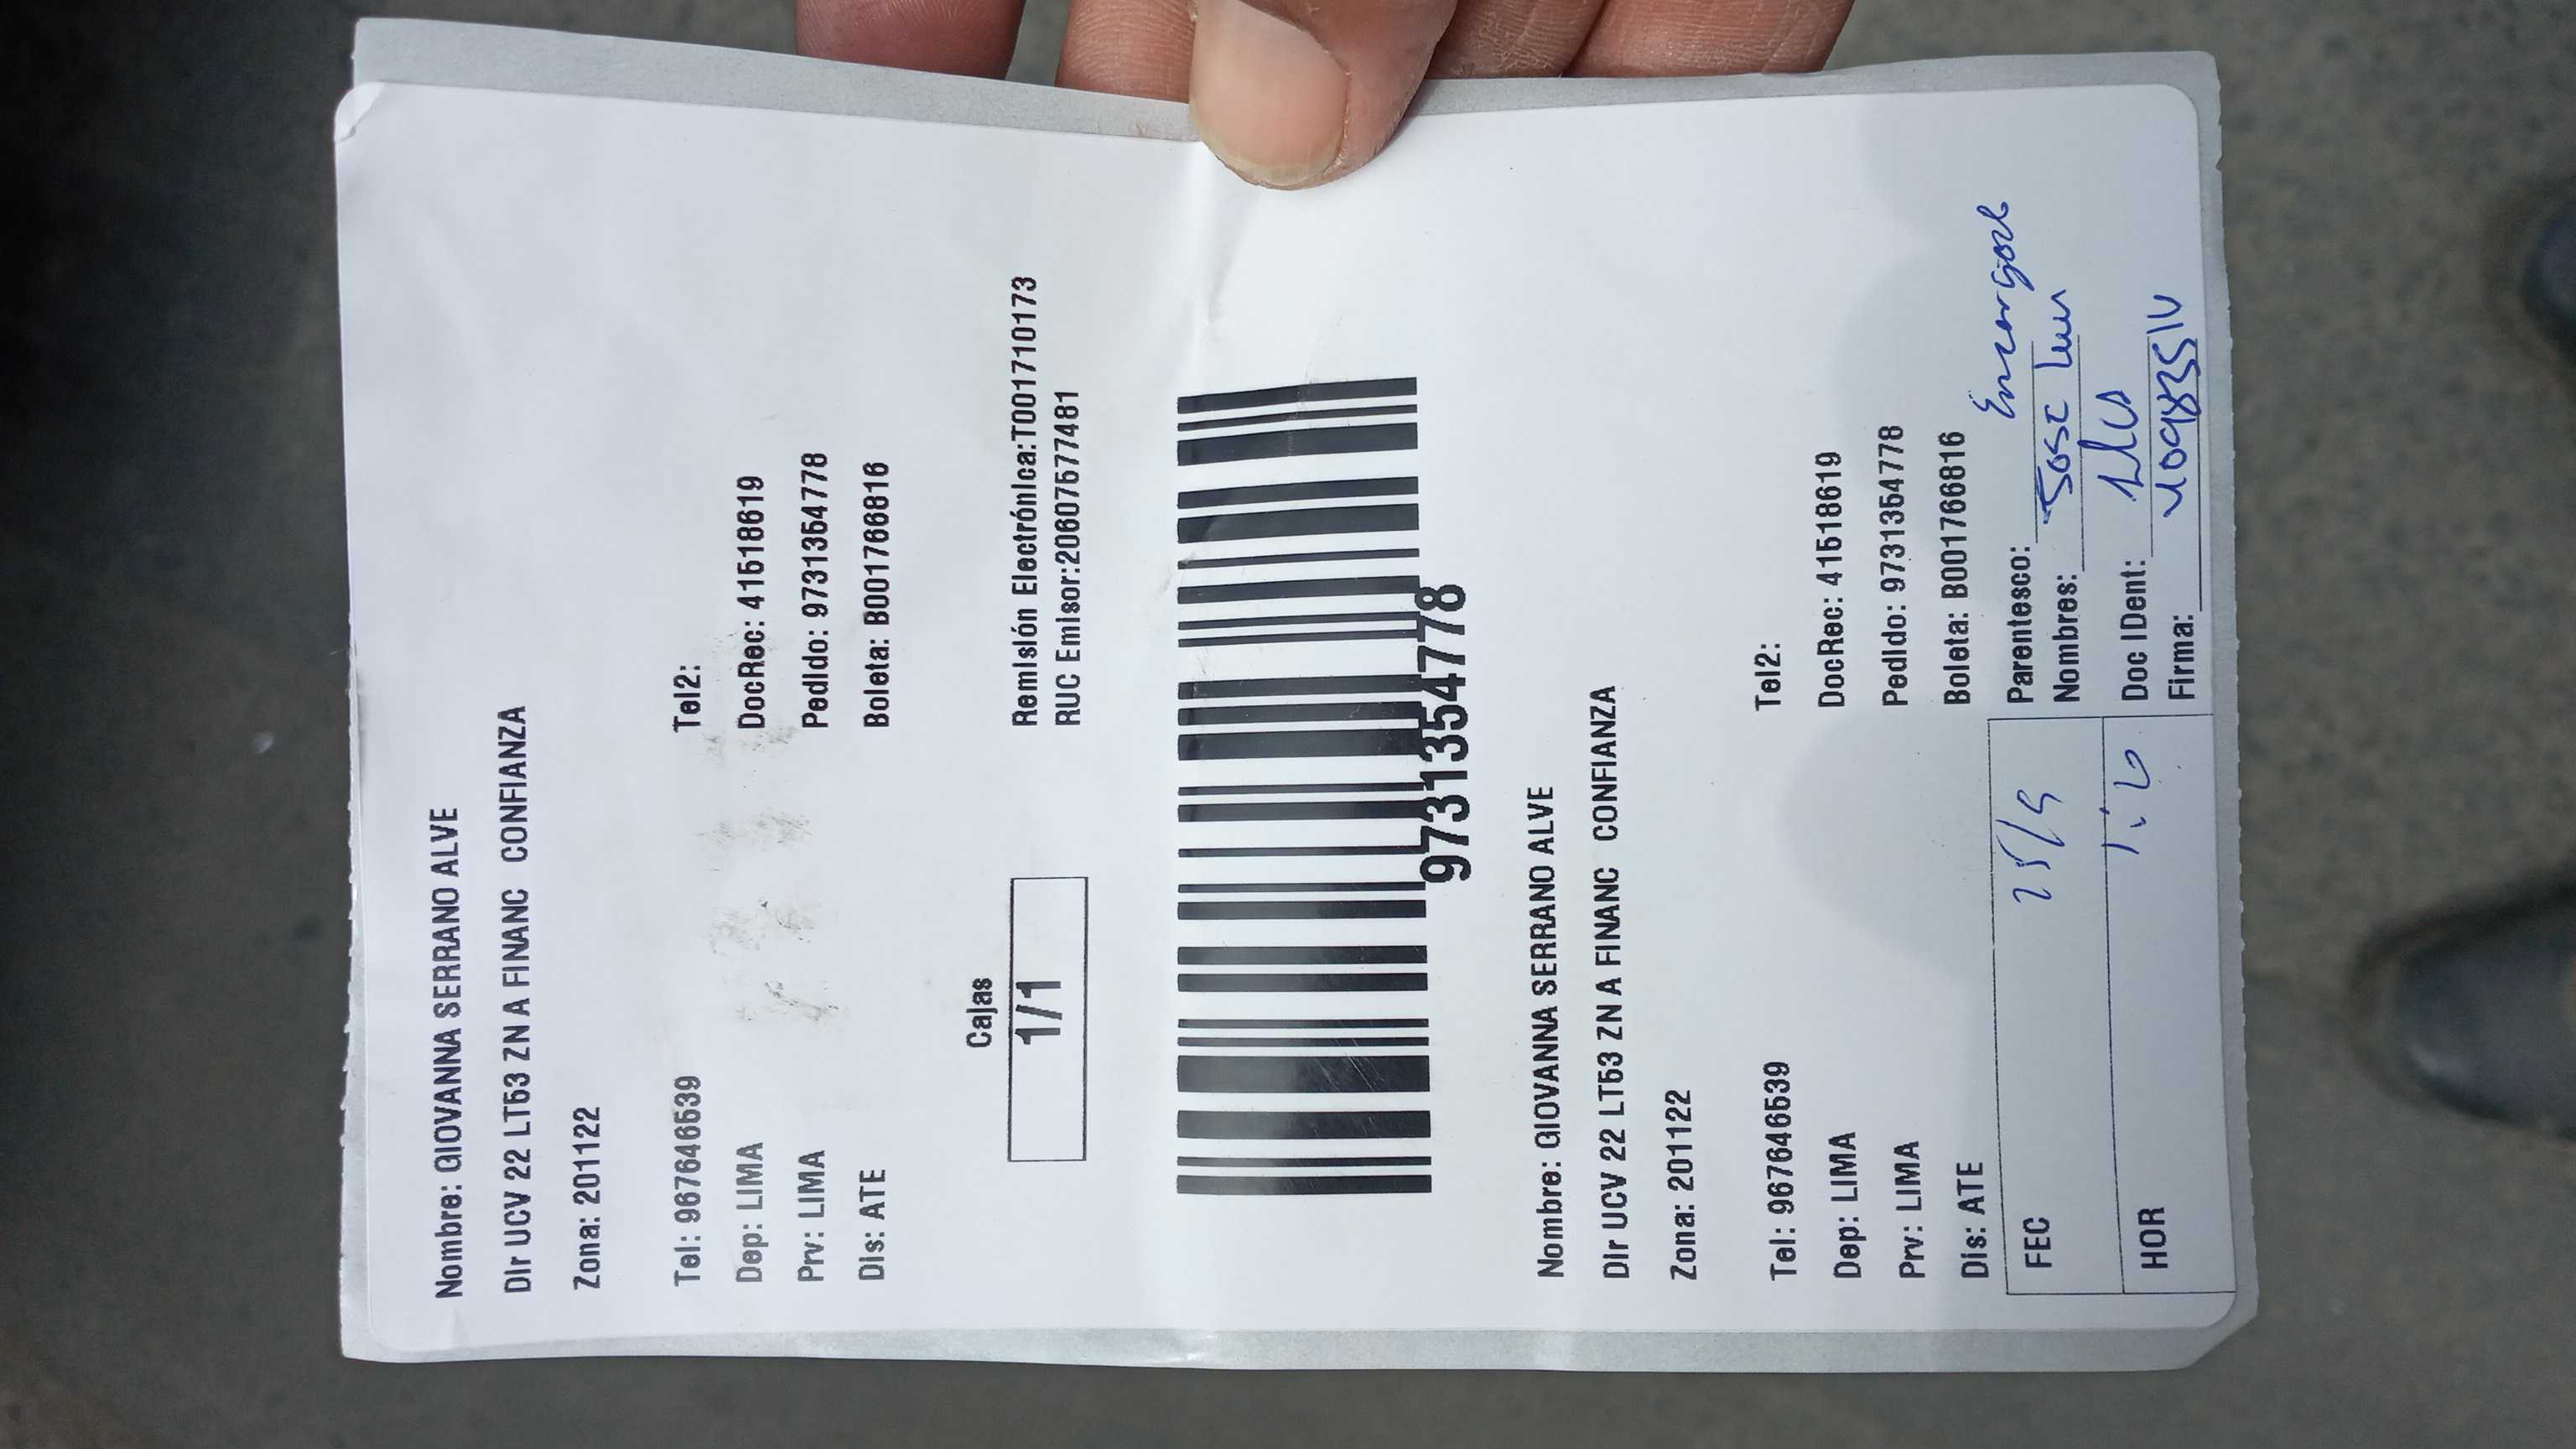 Nombre: GIOVANNA SERRANO ALVE
Dir UCV 22 LT53 ZN A FINANC CONFIANZA
Zona: 201122
Tel: 967646539 Tel2:
Dep: LIMA DocRec: 41518619
Prv: LIMA Pedido: 9731354778
Dis: ATE Boleta: B001766816
Cajas
1/1
Remisión Electrónica:T001710173
RUC Emisor:20607577481
9731354778
Nombre: GIOVANNA SERRANO ALVE
Dir UCV 22 LT53 ZN A FINANC CONFIANZA
Zona: 201122
Tel: 967646539 Tel2:
Dep: LIMA DocRec: 41518619
Prv: LIMA Pedido: 9731354778
Dis: ATE Boleta: B001766816
FEC Parentesco:
Nombres: Jose
HOR Doc IDent:
Firma: